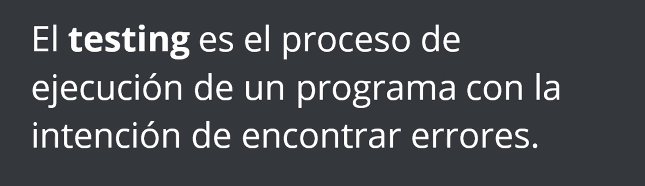 El testing es el proceso de
ejecución de un programa con la
intención de encontrar errores.